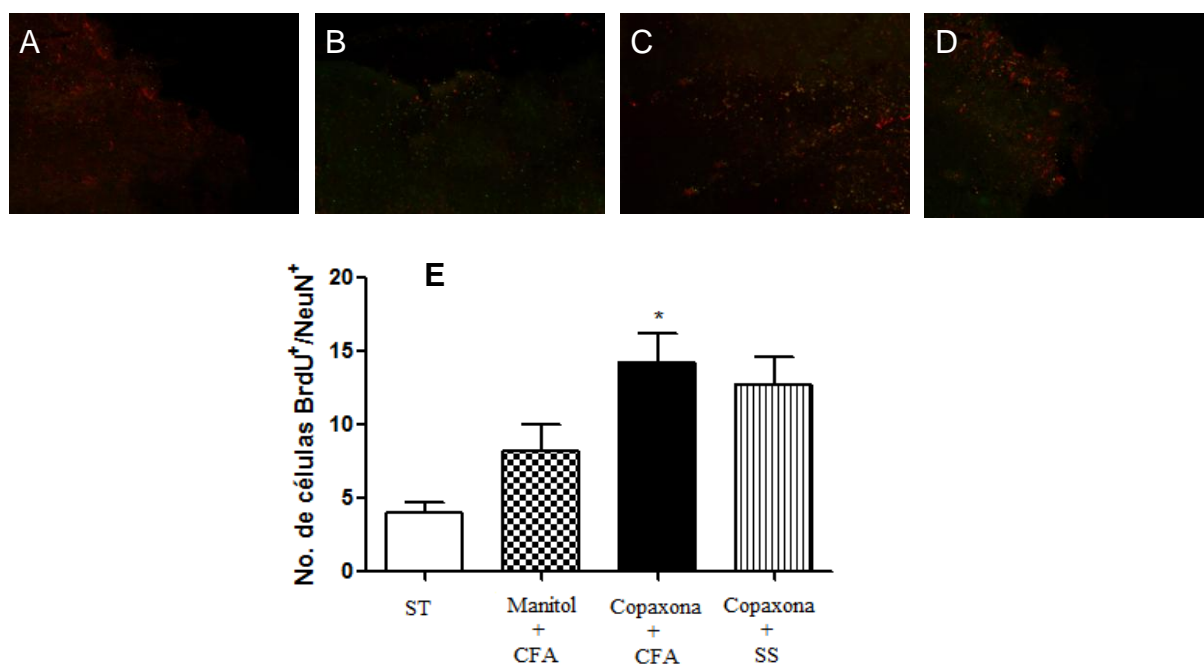 A
B
C
D
E
No. de células BrdU⁺/NeuN⁺
20
15
10
5
0
*
ST
Manitol
+
CFA
Copaxona
+
CFA
Copaxona
+
SS